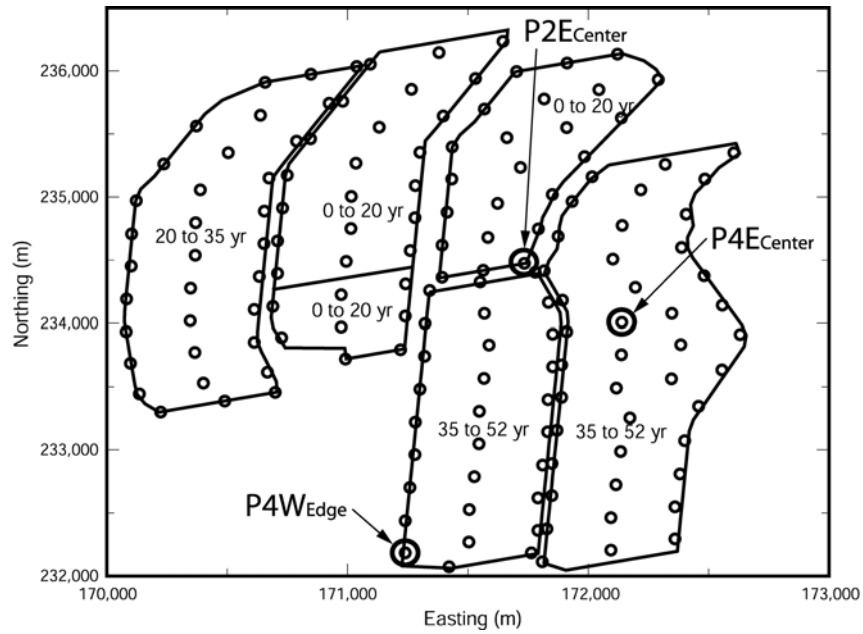 P2ECenter
236,000
0 to 20 yr
235,000
0 to 20 yr
20 to 35 yr
P4ECenter
Northing (m)
234,000
0 to 20 yr
35 to 52 yr
35 to 52 yr
233,000
P4WEdge
232,000
170,000
171,000
172,000
173,000
Easting (m)